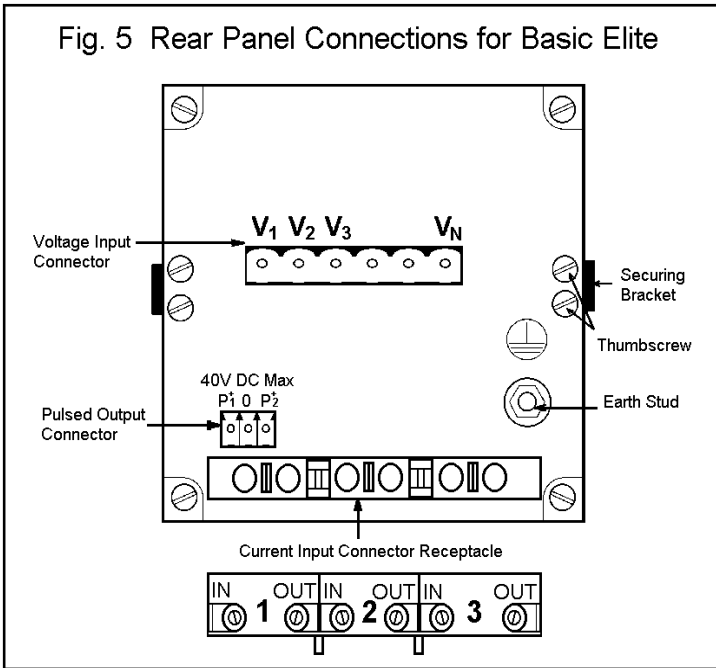 Fig. 5 Rear Panel Connections for Basic Elite
V1 V2 V3 VN
Voltage Input
Connector
Securing
Bracket
Thumbscrew
40V DC Max
P1+ 0 P2+
Pulsed Output
Connector
Earth Stud
Current Input Connector Receptacle
IN 1 OUT IN 2 OUT IN 3 OUT